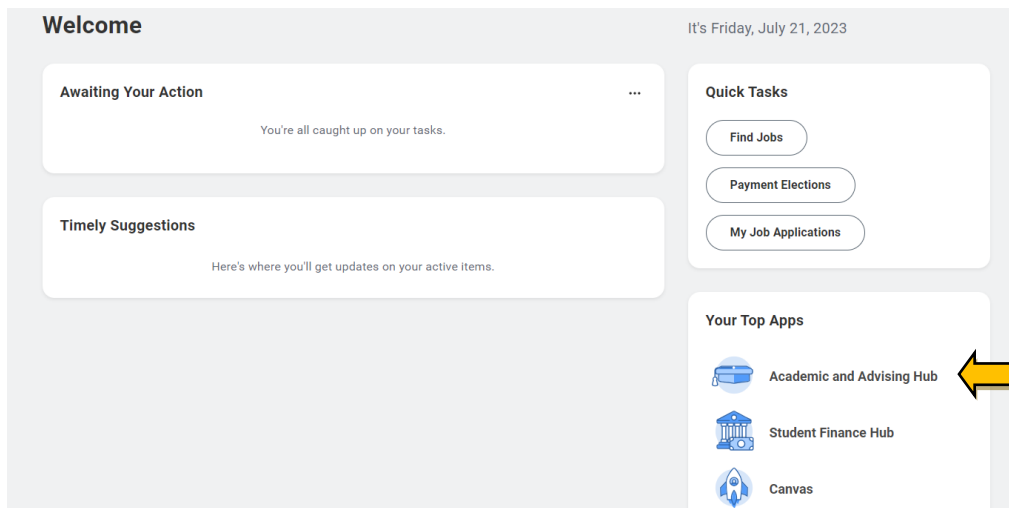 Welcome
It's Friday, July 21, 2023
Awaiting Your Action
You're all caught up on your tasks.
Timely Suggestions
Here's where you'll get updates on your active items.
Quick Tasks
Find Jobs
Payment Elections
My Job Applications
Your Top Apps
Academic and Advising Hub
Student Finance Hub
Canvas